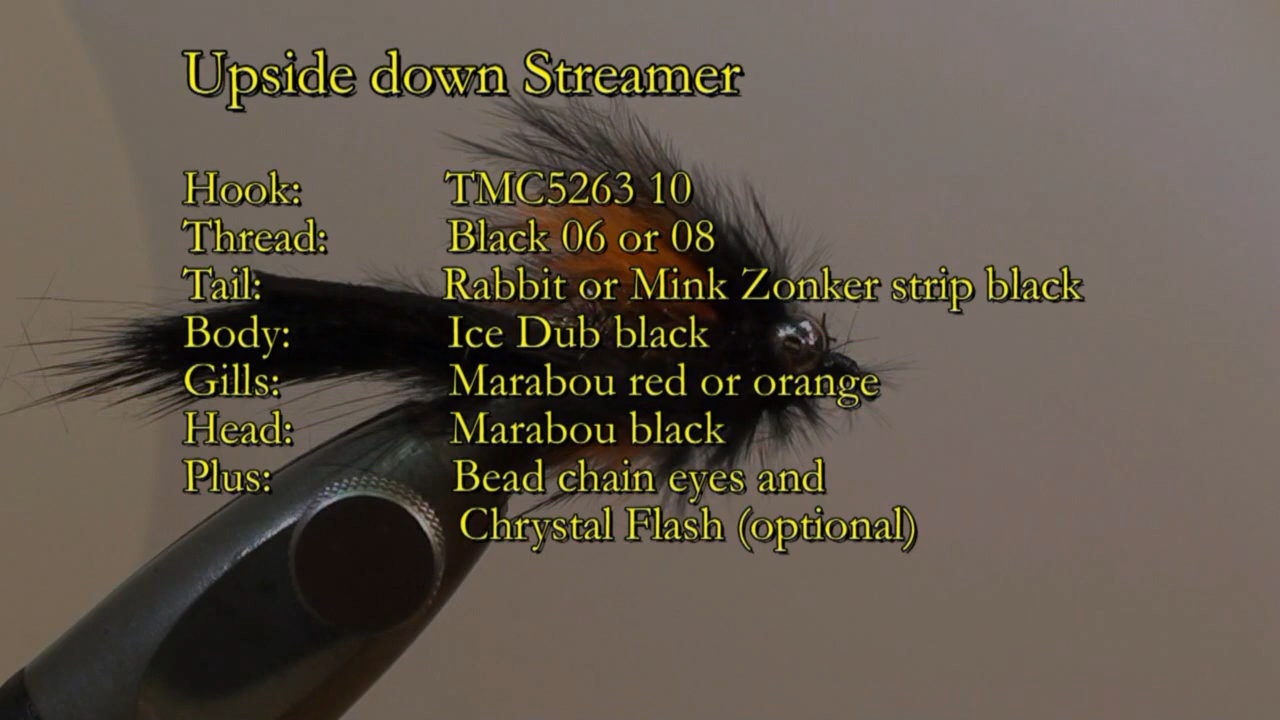 Upside down Streamer
Hook: TMC5263 10
Thread: Black 06 or 08
Tail: Rabbit or Mink Zonker strip black
Body: Ice Dub black
Gills: Marabou red or orange
Head: Marabou black
Plus: Bead chain eyes and
Chrystal Flash (optional)